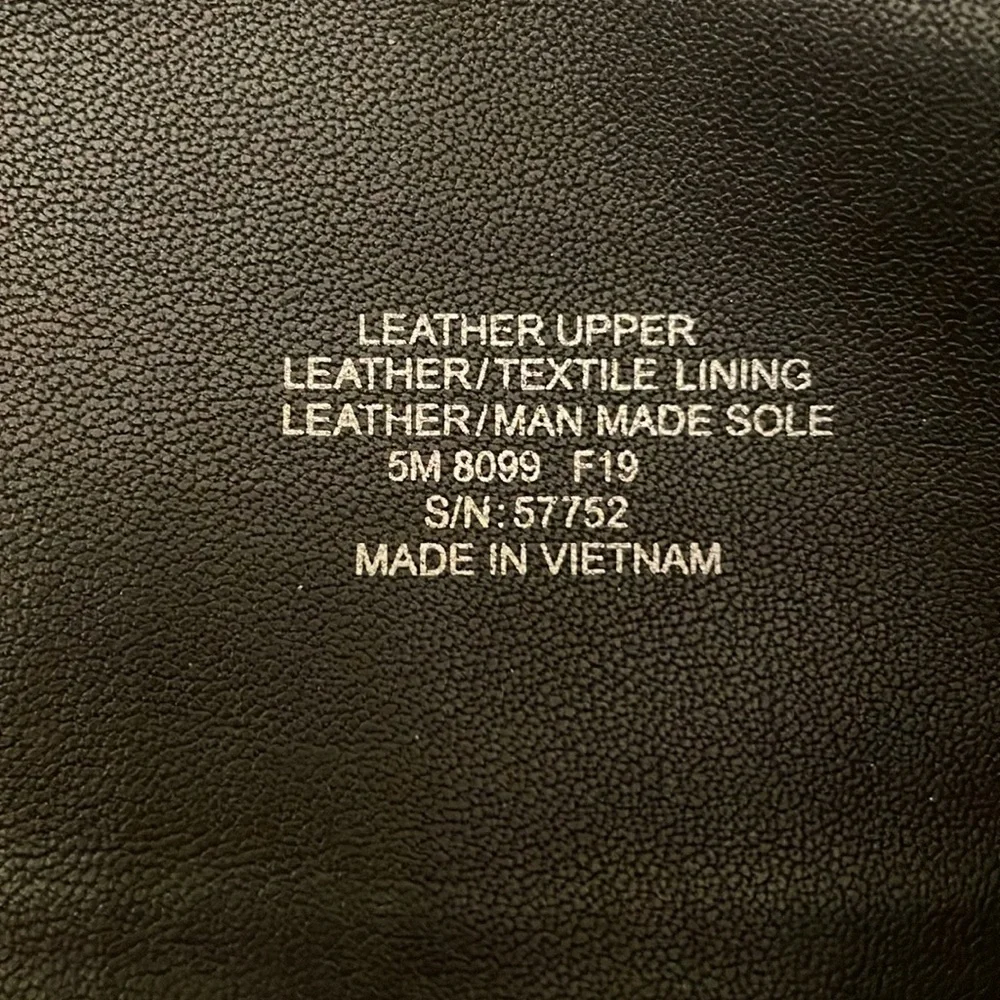 LEATHER UPPER
LEATHER/TEXTILE LINING
LEATHER/MAN MADE SOLE
5M 8099 F19
S/N: 57752
MADE IN VIETNAM